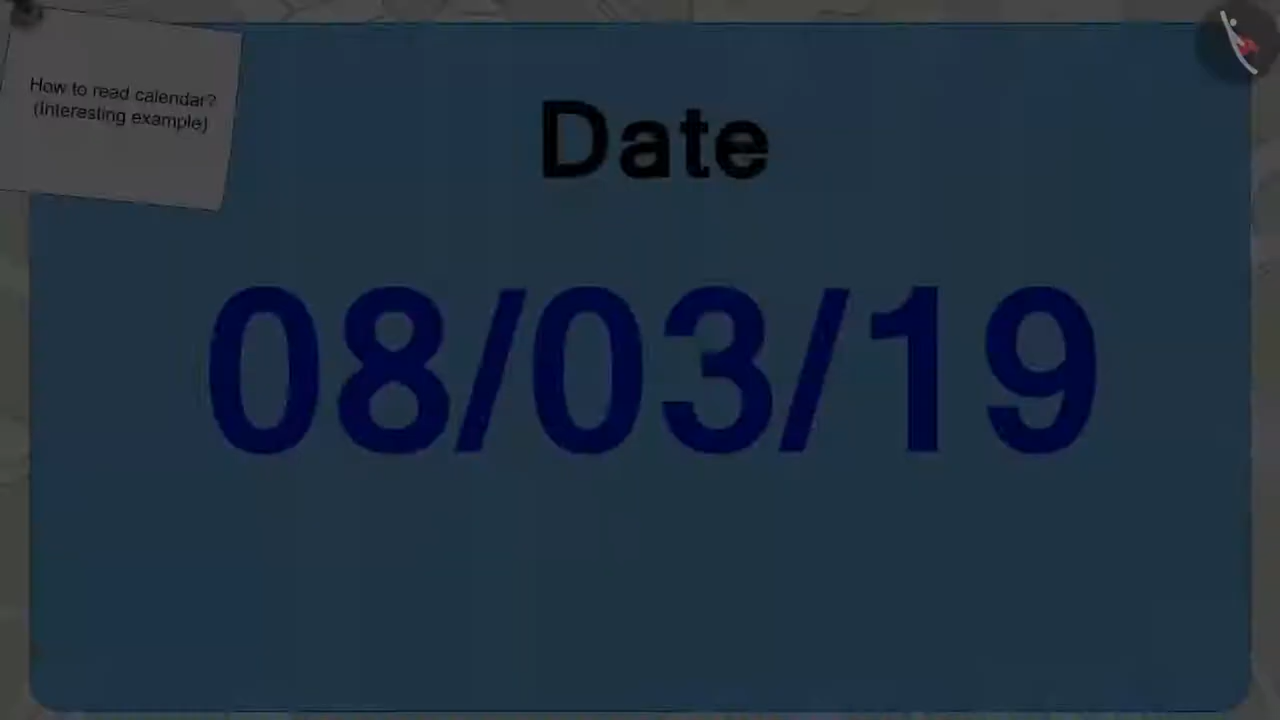 How to read calendar?
(Interesting example)
Date
08/03/19